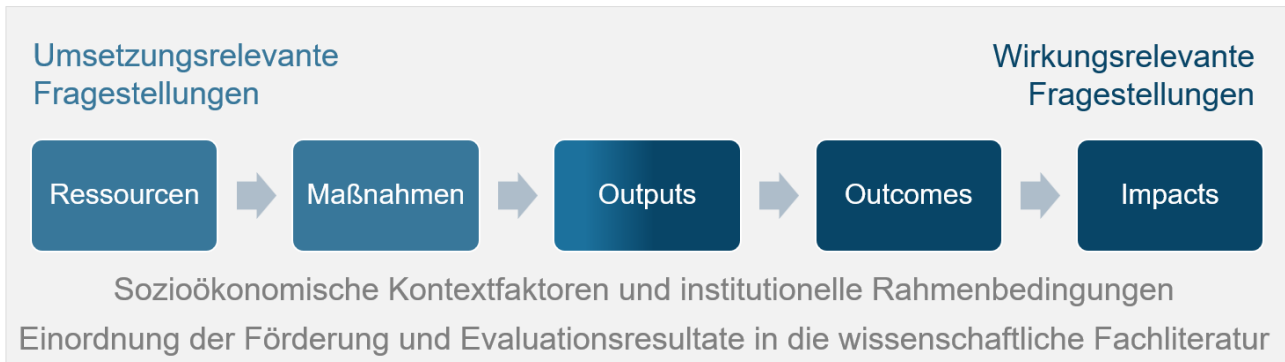 Umsetzungsrelevante
Fragestellungen
Wirkungsrelevante
Fragestellungen
Ressourcen
Maßnahmen
Outputs
Outcomes
Impacts
Sozioökonomische Kontextfaktoren und institutionelle Rahmenbedingungen
Einordnung der Förderung und Evaluationsresultate in die wissenschaftliche Fachliteratur